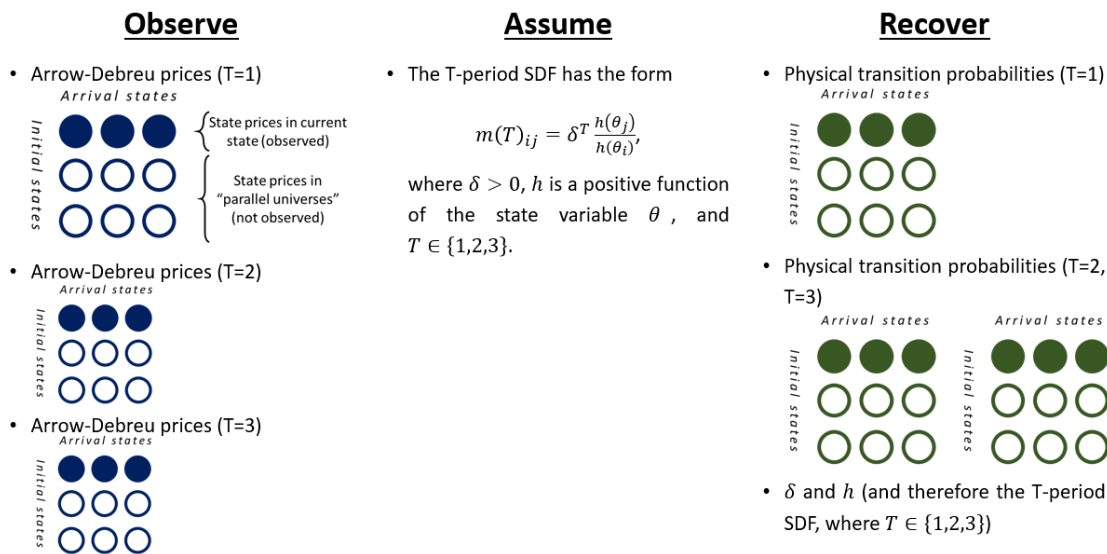 Observe
• Arrow-Debreu prices (T=1)
Arrival states
Initial states
State prices in current
state (observed)
State prices in
“parallel universes”
(not observed)
• Arrow-Debreu prices (T=2)
Arrival states
Initial states
• Arrow-Debreu prices (T=3)
Arrival states
Initial states
Assume
• The T-period SDF has the form
m(T)ᵢⱼ = δᵀ h(θⱼ)/h(θᵢ),
where δ > 0, h is a positive function
of the state variable θ , and
T ∈ {1,2,3}.
Recover
• Physical transition probabilities (T=1)
Arrival states
Initial states
• Physical transition probabilities (T=2,
T=3)
Arrival states
Initial states
Arrival states
Initial states
• δ and h (and therefore the T-period
SDF, where T ∈ {1,2,3})